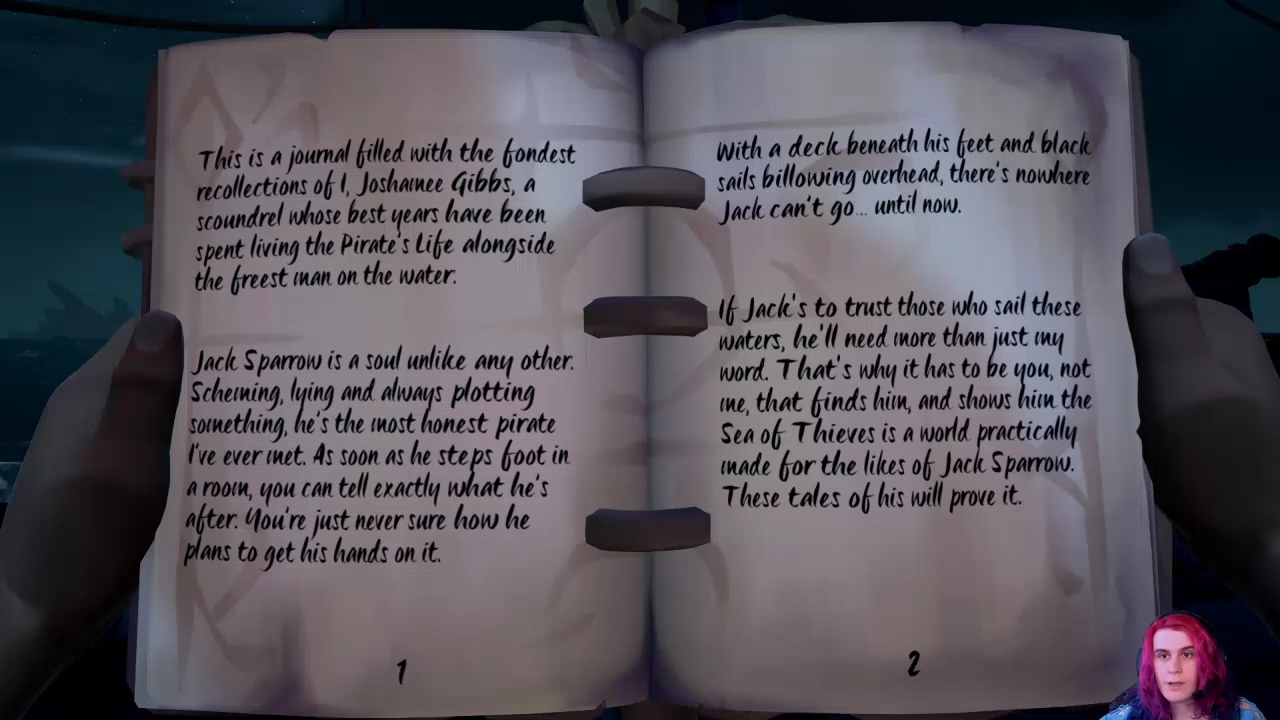 This is a journal filled with the fondest
recollections of I, Joshamee Gibbs, a
scoundrel whose best years have been
spent living the Pirate's Life alongside
the freest man on the water.
Jack Sparrow is a soul unlike any other.
Scheming, lying and always plotting
something, he's the most honest pirate
I've ever met. As soon as he steps foot in
a room, you can tell exactly what he's
after. You're just never sure how he
plans to get his hands on it.
1
With a deck beneath his feet and black
sails billowing overhead, there's nowhere
Jack can't go... until now.
If Jack's to trust those who sail these
waters, he'll need more than just my
word. That's why it has to be you, not
me, that finds him, and shows him the
Sea of Thieves is a world practically
made for the likes of Jack Sparrow.
These tales of his will prove it.
2